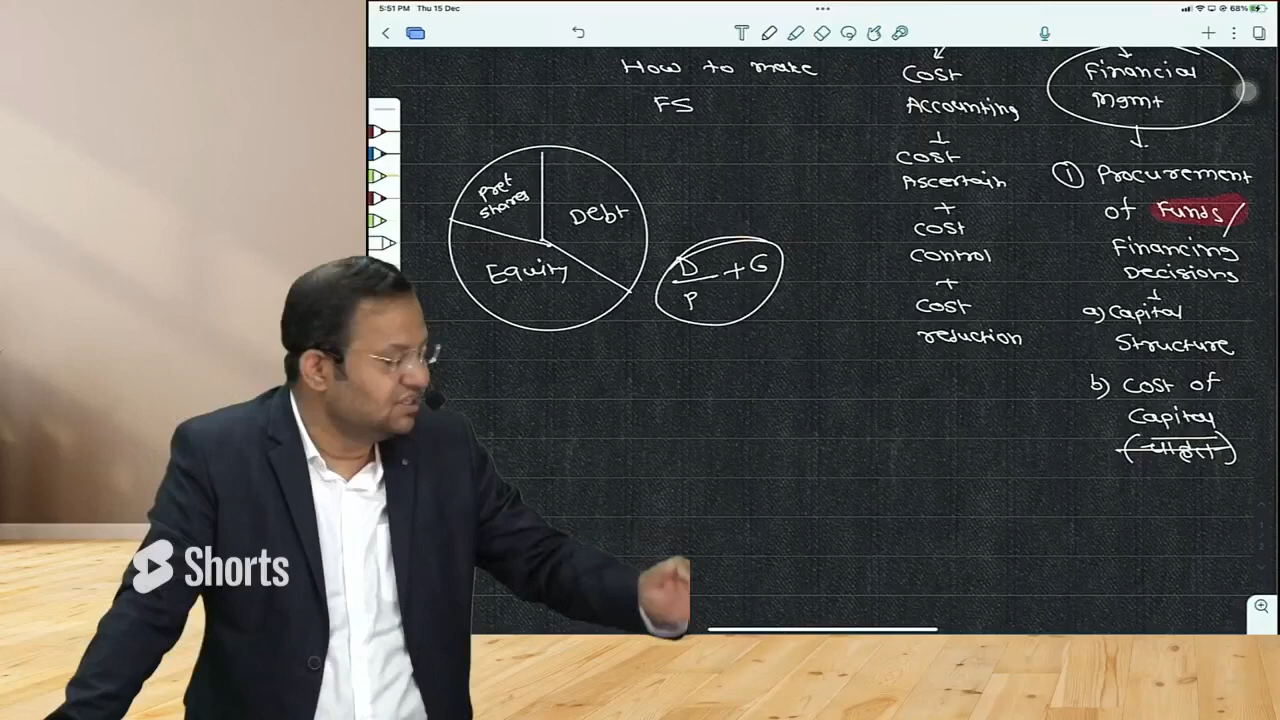 5:51 PM Thu 15 Dec
68%
How to make
FS
Pref
shares
Debt
Equity
D
P
+ G
Cost
Accounting
↓
Cost
Ascertain
+
Cost
Control
+
Cost
reduction
Financial
Mgmt
① Procurement
of Funds/
Financing
Decisions
a) Capital
Structure
b) Cost of
Capital
Shorts